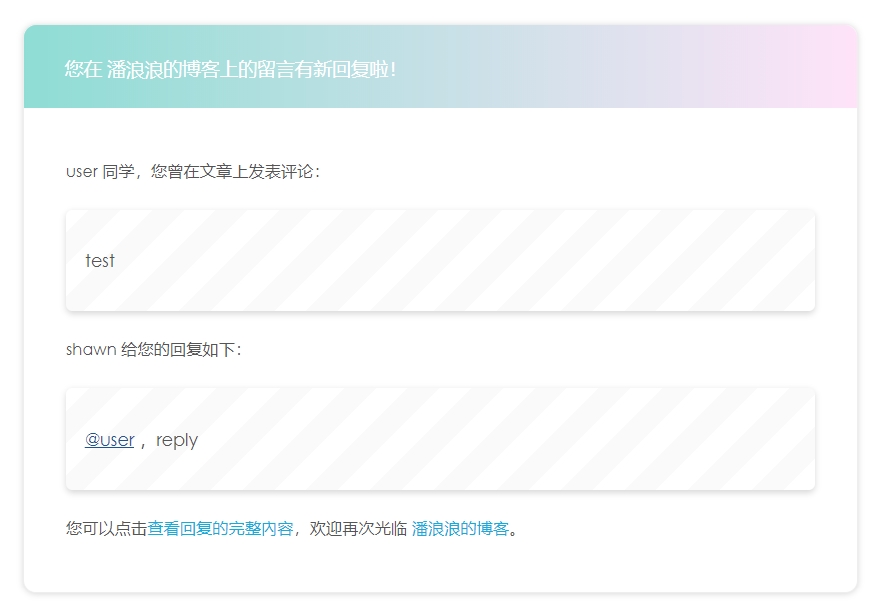 您在 潘浪浪的博客上的留言有新回复啦！
user 同学，您曾在文章上发表评论：
test
shawn 给您的回复如下：
@user ，reply
您可以点击查看回复的完整内容，欢迎再次光临 潘浪浪的博客。